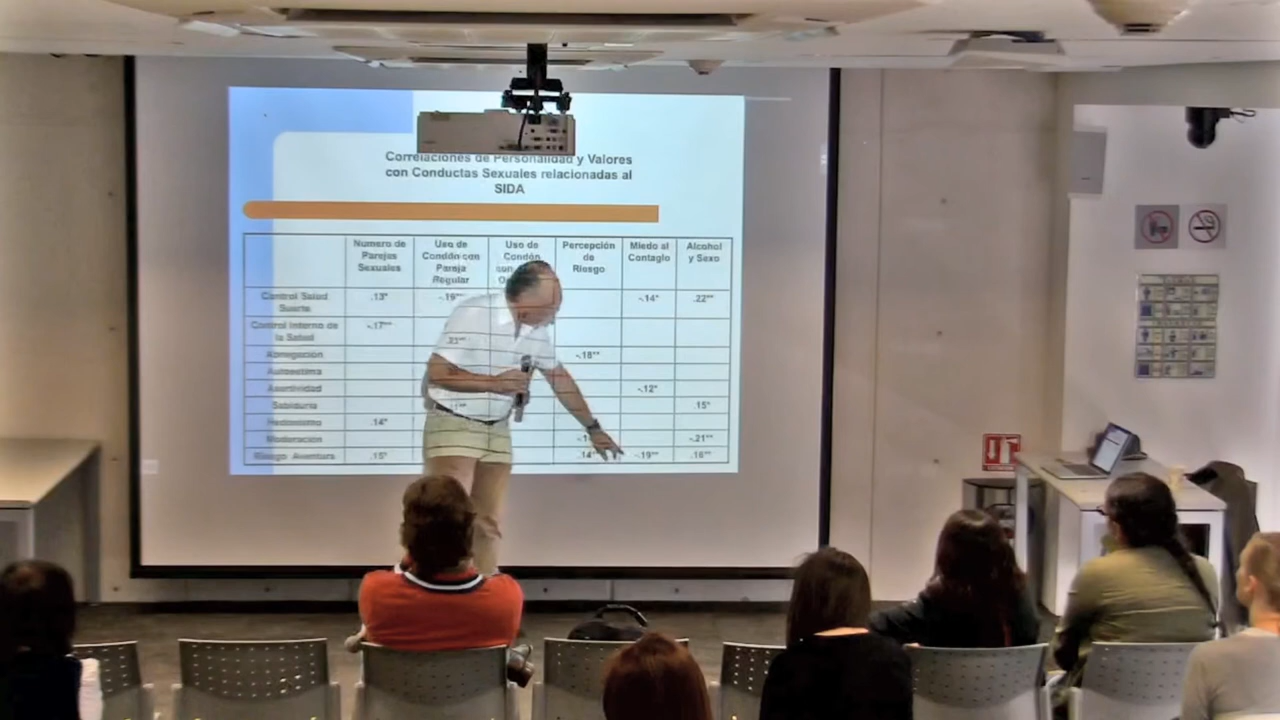 Correlaciones de Personalidad y Valores
con Conductas Sexuales relacionadas al
SIDA
Numero de Parejas Sexuales
Uso de Condón con Pareja Regular
Uso de Condón
Percepción de Riesgo
Miedo al Contagio
Alcohol y Sexo
Control Salud Suerte .13* -.19** -.14* .22**
Control Interno de la Salud -.17**
Abnegación -.18**
Autoestima
Asertividad -.12*
Sabiduría .15*
Hedonismo .14*
Moderación -.21**
Riesgo Aventura .15* .14* -.19** .16**